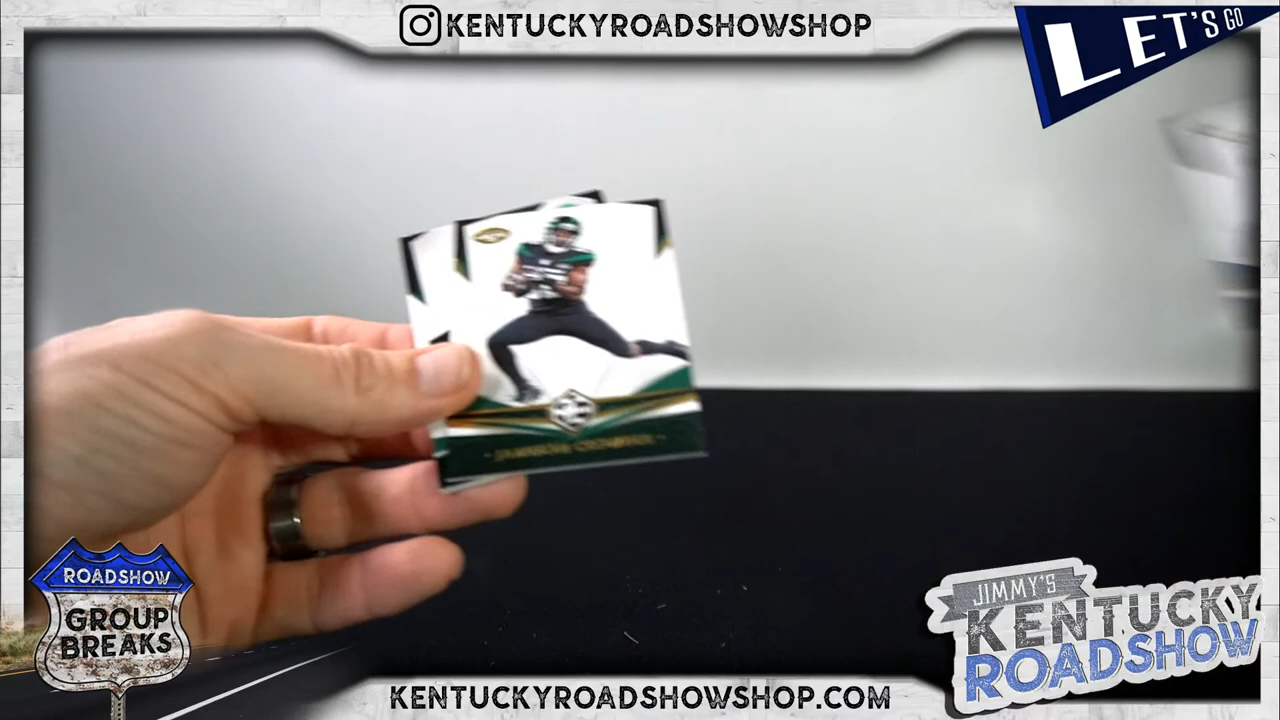 KENTUCKYROADSHOWSHOP
LET'S GO
ROADSHOW
GROUP
BREAKS
JIMMY'S
KENTUCKY
ROADSHOW
KENTUCKYROADSHOWSHOP.COM